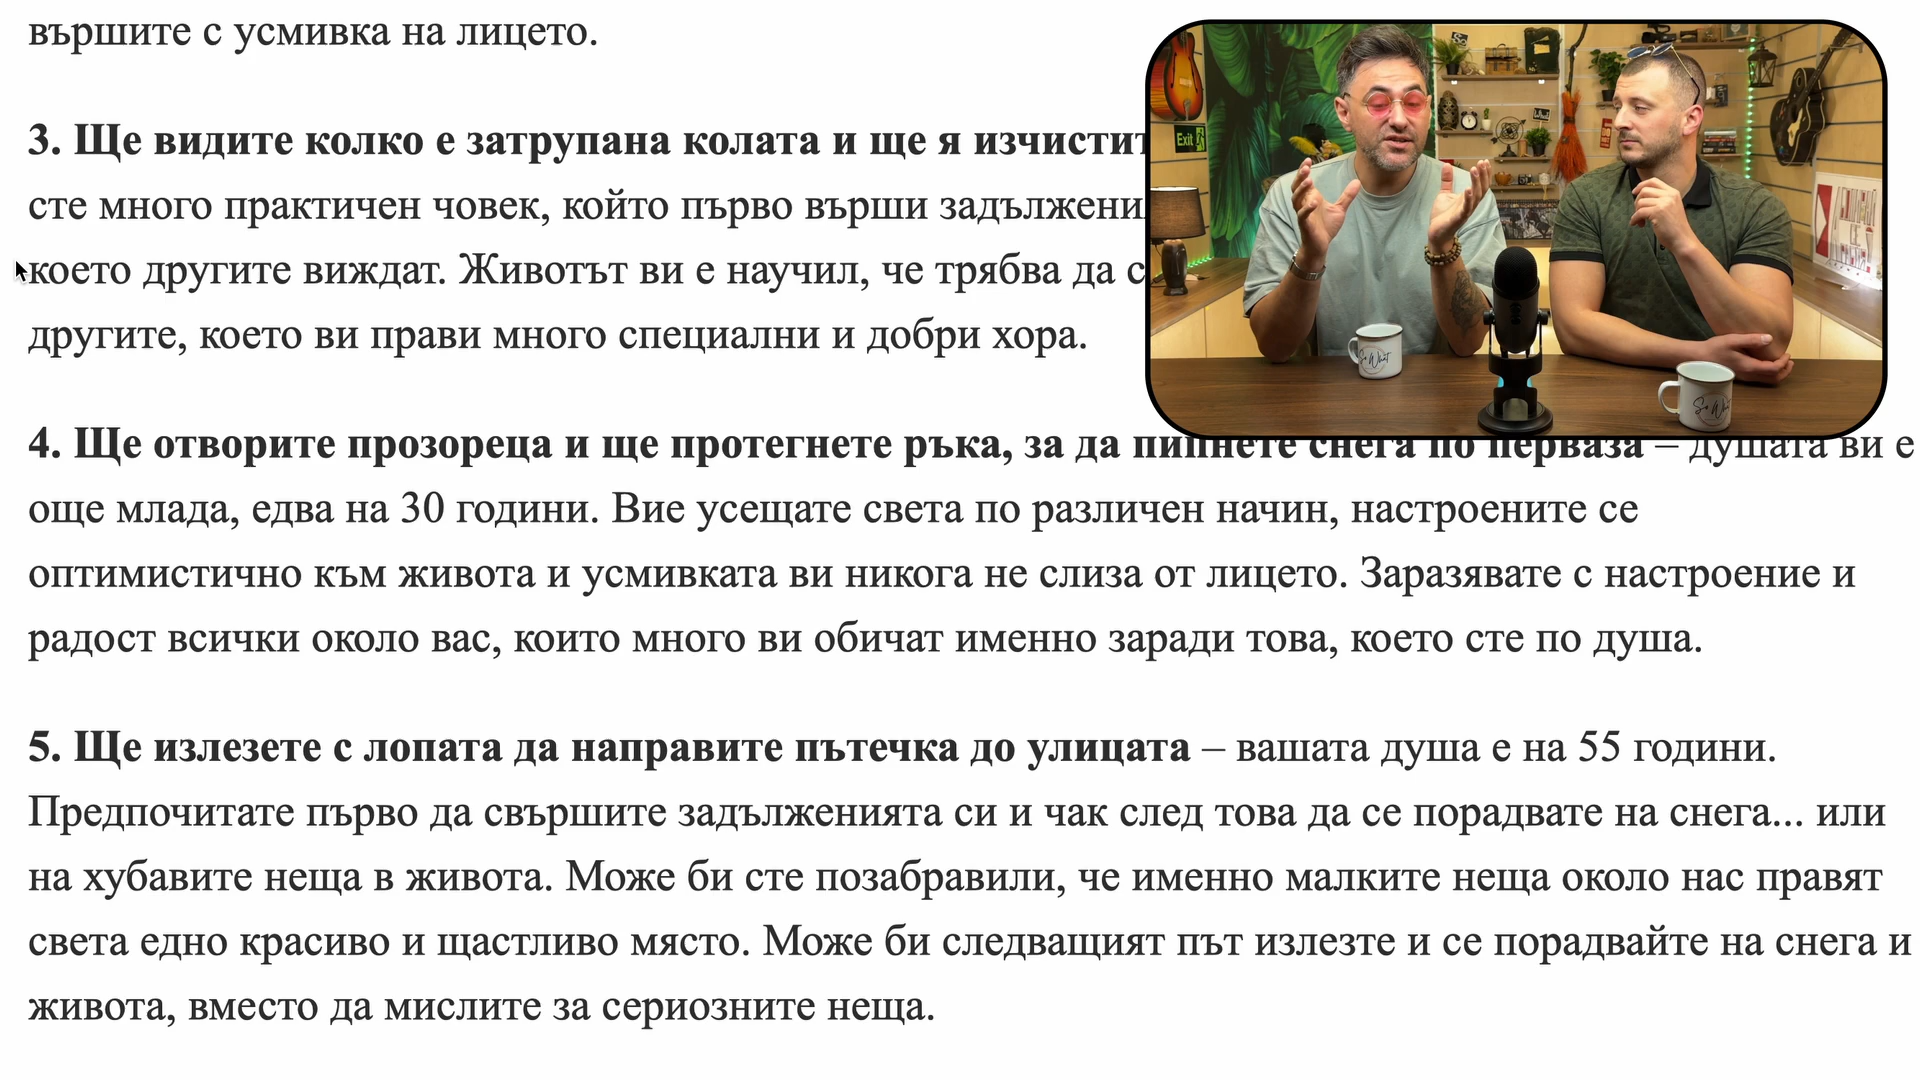 вършите с усмивка на лицето.
3. Ще видите колко е затрупана колата и ще я
сте много практичен човек, който първо върши
което другите виждат. Животът ви е научил, че трябва да
другите, което ви прави много специални и добри хора.
4. Ще отворите прозореца и ще протегнете ръка, за да пипнете снега по перваза – душата ви е
още млада, едва на 30 години. Вие усещате света по различен начин, настроените се
оптимистично към живота и усмивката ви никога не слиза от лицето. Заразявате с настроение и
радост всички около вас, които много ви обичат именно заради това, което сте по душа.
5. Ще излезете с лопата да направите пътечка до улицата – вашата душа е на 55 години.
Предпочитате първо да свършите задълженията си и чак след това да се порадвате на снега... или
на хубавите неща в живота. Може би сте позабравили, че именно малките неща около нас правят
света едно красиво и щастливо място. Може би следващият път излезте и се порадвайте на снега и
живота, вместо да мислите за сериозните неща.
Exit
So What
So What